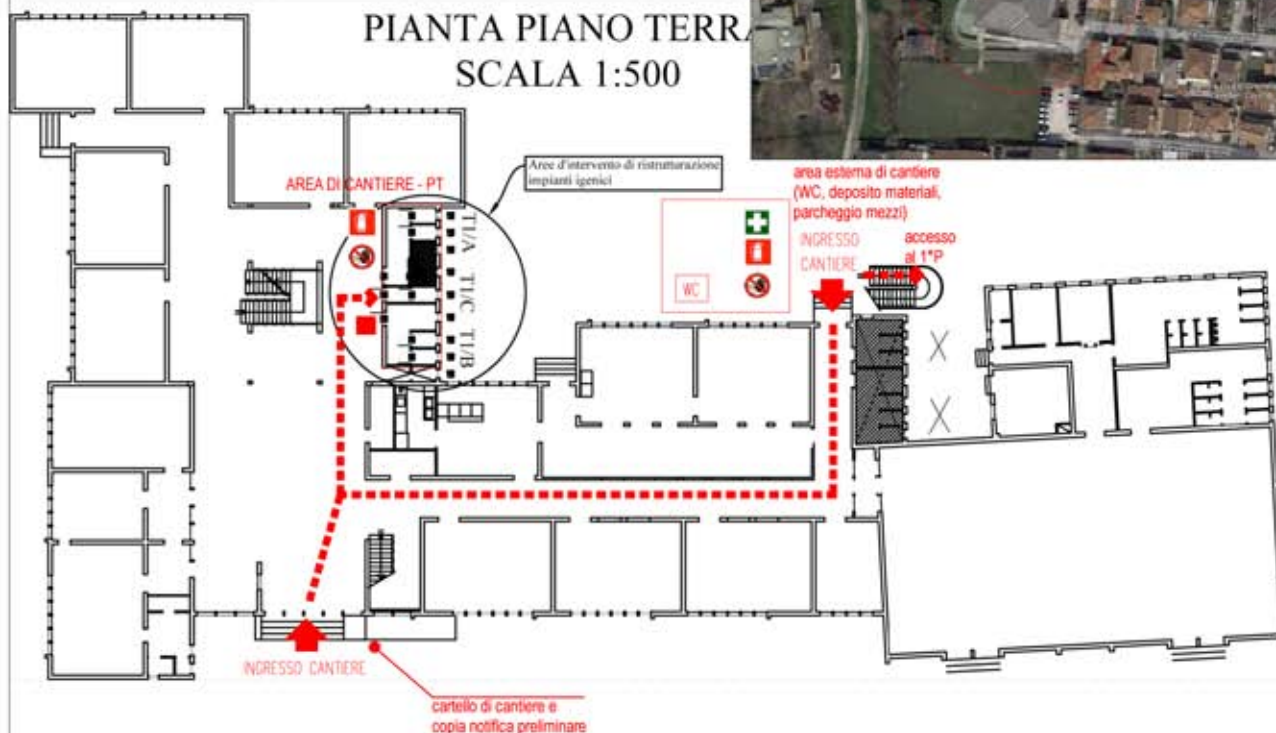 PIANTA PIANO TERRA
SCALA 1:500
Aree d'intervento di ristrutturazione
impianti igenici
AREA DI CANTIERE - PT
T1/A
T1/C
T1/B
area esterna di cantiere
(WC, deposito materiali,
parcheggio mezzi)
INGRESSO
CANTIERE
accesso
al 1°P
WC
INGRESSO CANTIERE
cartello di cantiere e
copia notifica preliminare